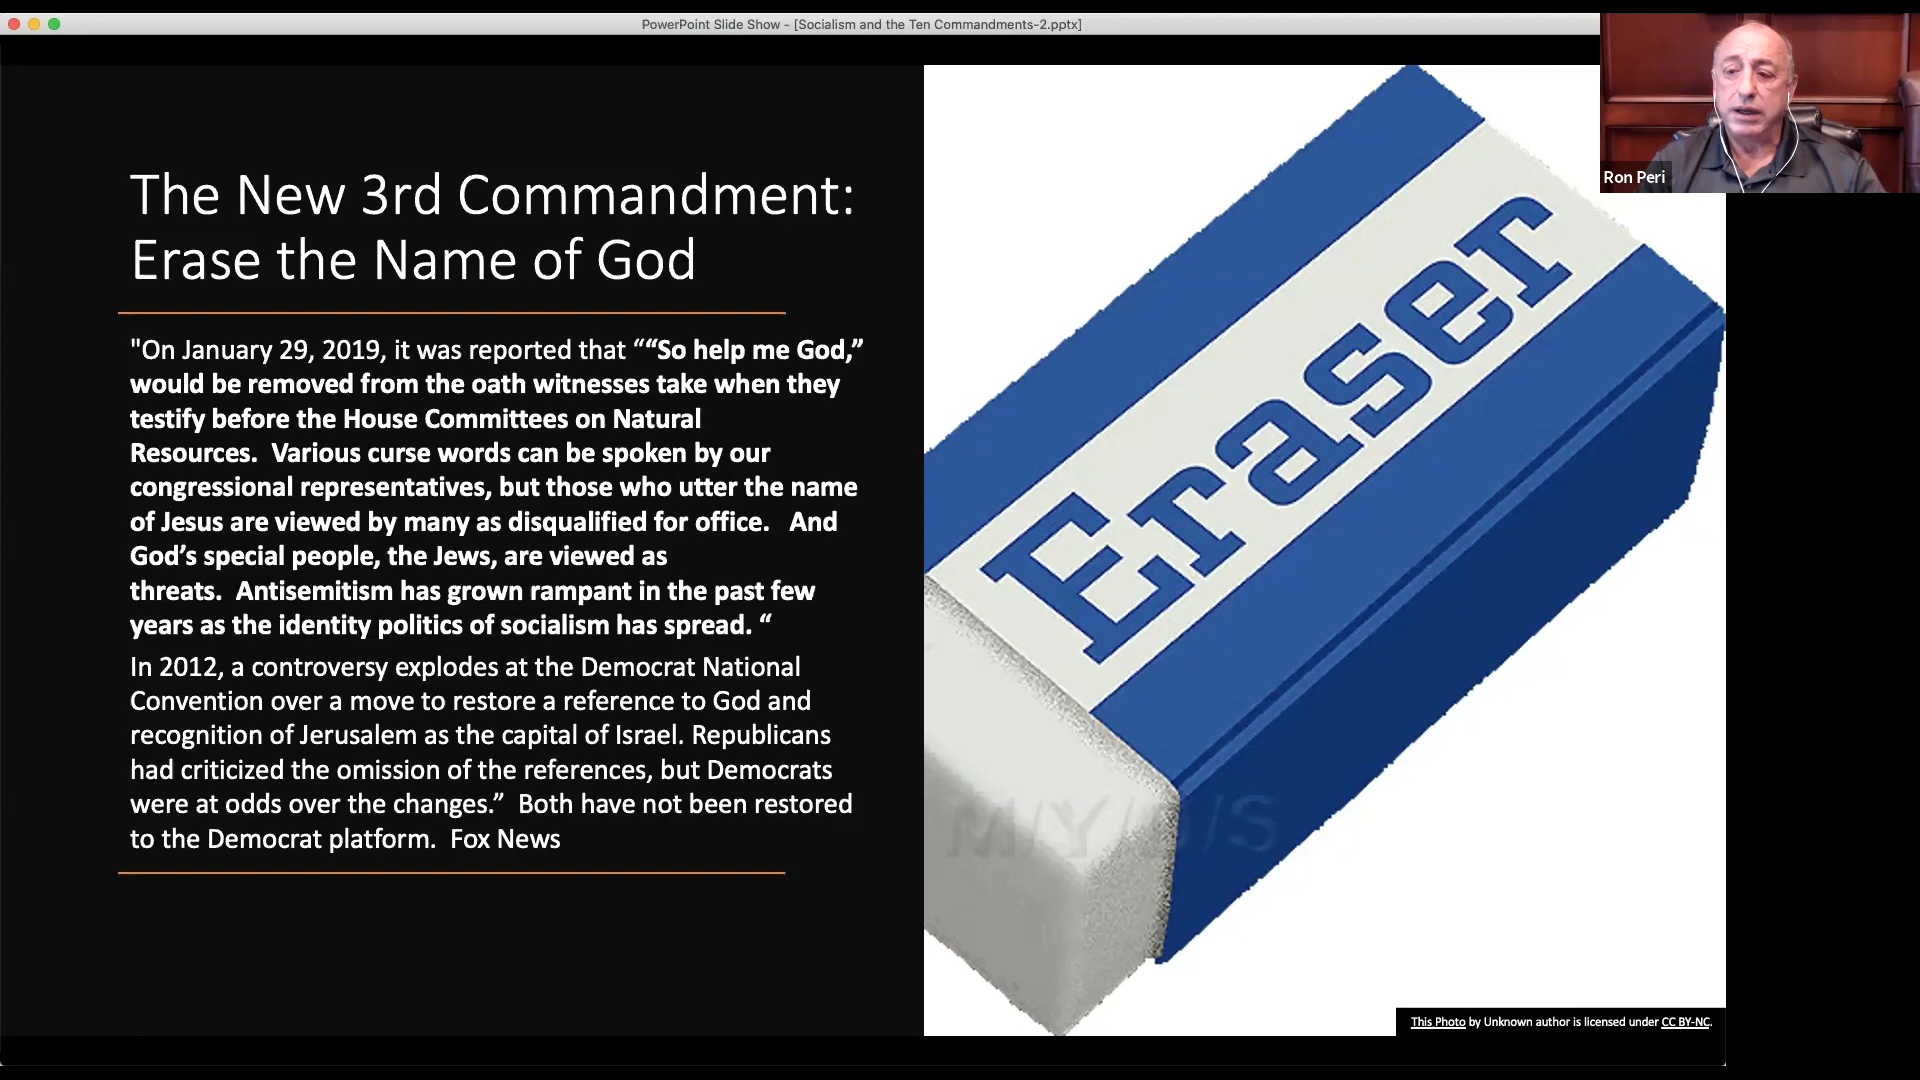 PowerPoint Slide Show - [Socialism and the Ten Commandments-2.pptx]
Ron Peri
The New 3rd Commandment:
Erase the Name of God
"On January 29, 2019, it was reported that ““So help me God,”
would be removed from the oath witnesses take when they
testify before the House Committees on Natural
Resources.  Various curse words can be spoken by our
congressional representatives, but those who utter the name
of Jesus are viewed by many as disqualified for office.   And
God’s special people, the Jews, are viewed as
threats.  Antisemitism has grown rampant in the past few
years as the identity politics of socialism has spread. “
In 2012, a controversy explodes at the Democrat National
Convention over a move to restore a reference to God and
recognition of Jerusalem as the capital of Israel. Republicans
had criticized the omission of the references, but Democrats
were at odds over the changes.”  Both have not been restored
to the Democrat platform.  Fox News
Eraser
This Photo by Unknown author is licensed under CC BY-NC.